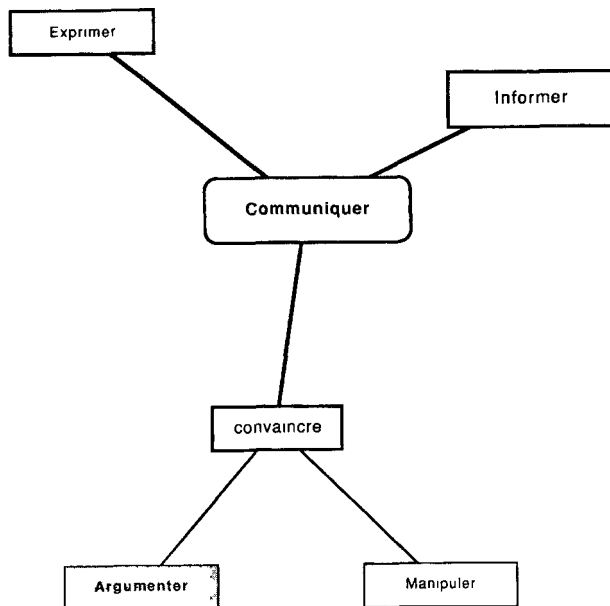 Exprimer
Informer
Communiquer
convaincre
Argumenter
Manipuler